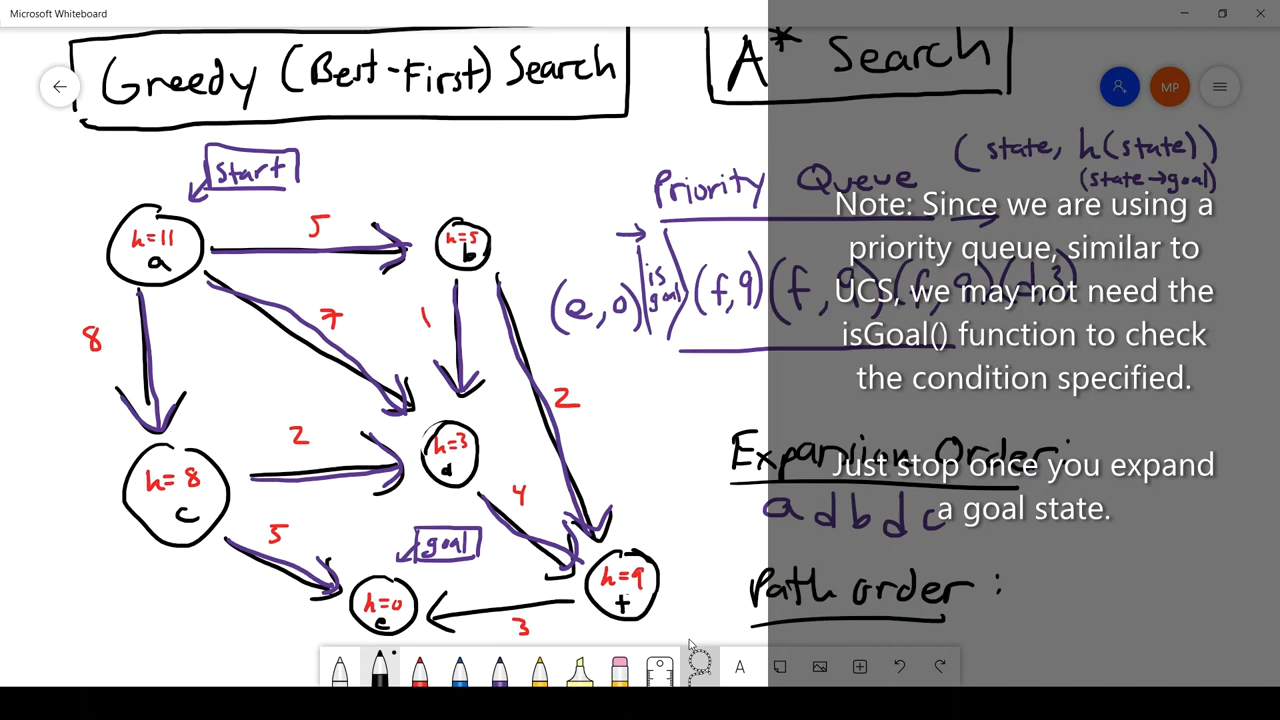 Microsoft Whiteboard
Greedy (Best-First) Search
A* Search
MP
start
(state, h(state))
(state→goal)
Priority Queue
Note: Since we are using a
priority queue, similar to
UCS, we may not need the
isGoal() function to check
the condition specified.
Just stop once you expand
a goal state.
h=11
a
5
h=5
b
(e,0)
is
goal
(f,9) (f,9) (f,9) (d,3)
8
7
1
2
h=8
c
2
h=3
d
Expansion Order:
a d b d c
5
4
goal
h=9
f
Path order:
h=0
e
3
A